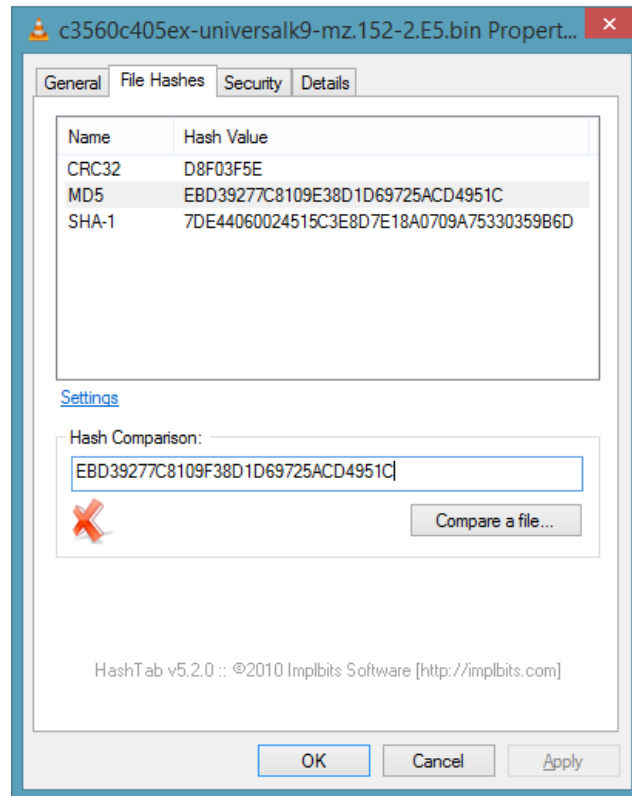 c3560c405ex-universalk9-mz.152-2.E5.bin Propert...
General File Hashes Security Details
Name Hash Value
CRC32 D8F03F5E
MD5 EBD39277C8109E38D1D69725ACD4951C
SHA-1 7DE44060024515C3E8D7E18A0709A75330359B6D
Settings
Hash Comparison:
EBD39277C8109F38D1D69725ACD4951C
Compare a file...
HashTab v5.2.0 :: ©2010 Implbits Software [http://implbits.com]
OK Cancel Apply